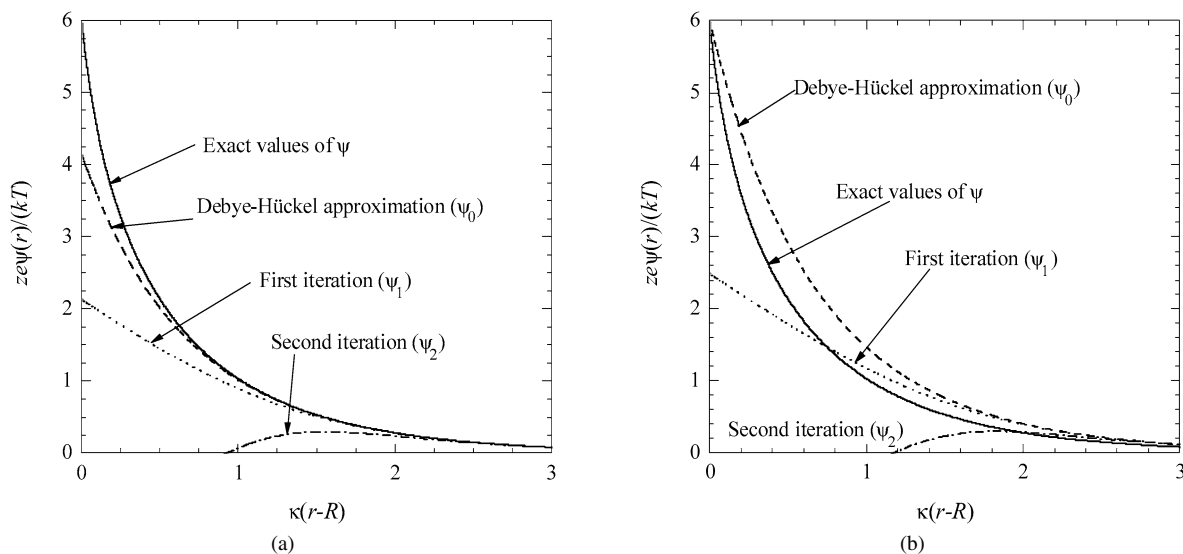 6
5
4
3
2
1
0
zeψ(r)/(kT)
Exact values of ψ
Debye-Hückel approximation (ψ₀)
First iteration (ψ₁)
Second iteration (ψ₂)
0
1
2
3
κ(r-R)
(a)
6
5
4
3
2
1
0
zeψ(r)/(kT)
Debye-Hückel approximation (ψ₀)
Exact values of ψ
First iteration (ψ₁)
Second iteration (ψ₂)
0
1
2
3
κ(r-R)
(b)